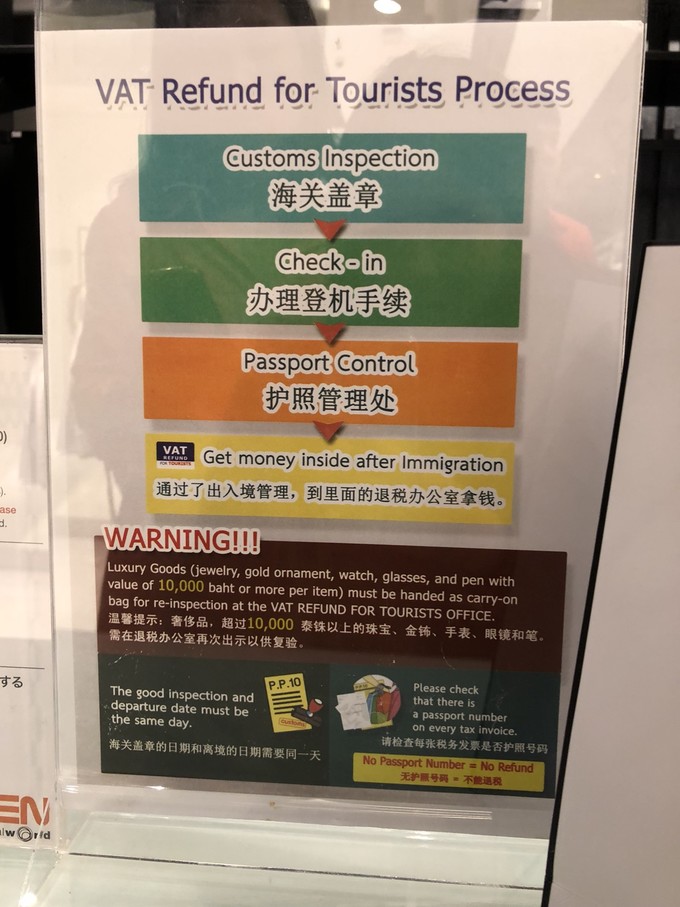 VAT Refund for Tourists Process
Customs Inspection
海关盖章
Check - in
办理登机手续
Passport Control
护照管理处
VAT
REFUND
FOR TOURISTS
Get money inside after Immigration
通过了出入境管理，到里面的退税办公室拿钱。
WARNING!!!
Luxury Goods (jewelry, gold ornament, watch, glasses, and pen with
value of 10,000 baht or more per item) must be handed as carry-on
bag for re-inspection at the VAT REFUND FOR TOURISTS OFFICE.
温馨提示：奢侈品，超过10,000 泰铢以上的珠宝、金饰、手表、眼镜和笔。
需在退税办公室再次出示以供复验。
The good inspection and
departure date must be
the same day.
海关盖章的日期和离境的日期需要同一天
P.P.10
customs
Please check
that there is
a passport number
on every tax invoice.
请检查每张税务发票是否护照号码
No Passport Number = No Refund
无护照号码 = 不能退税
する
EN